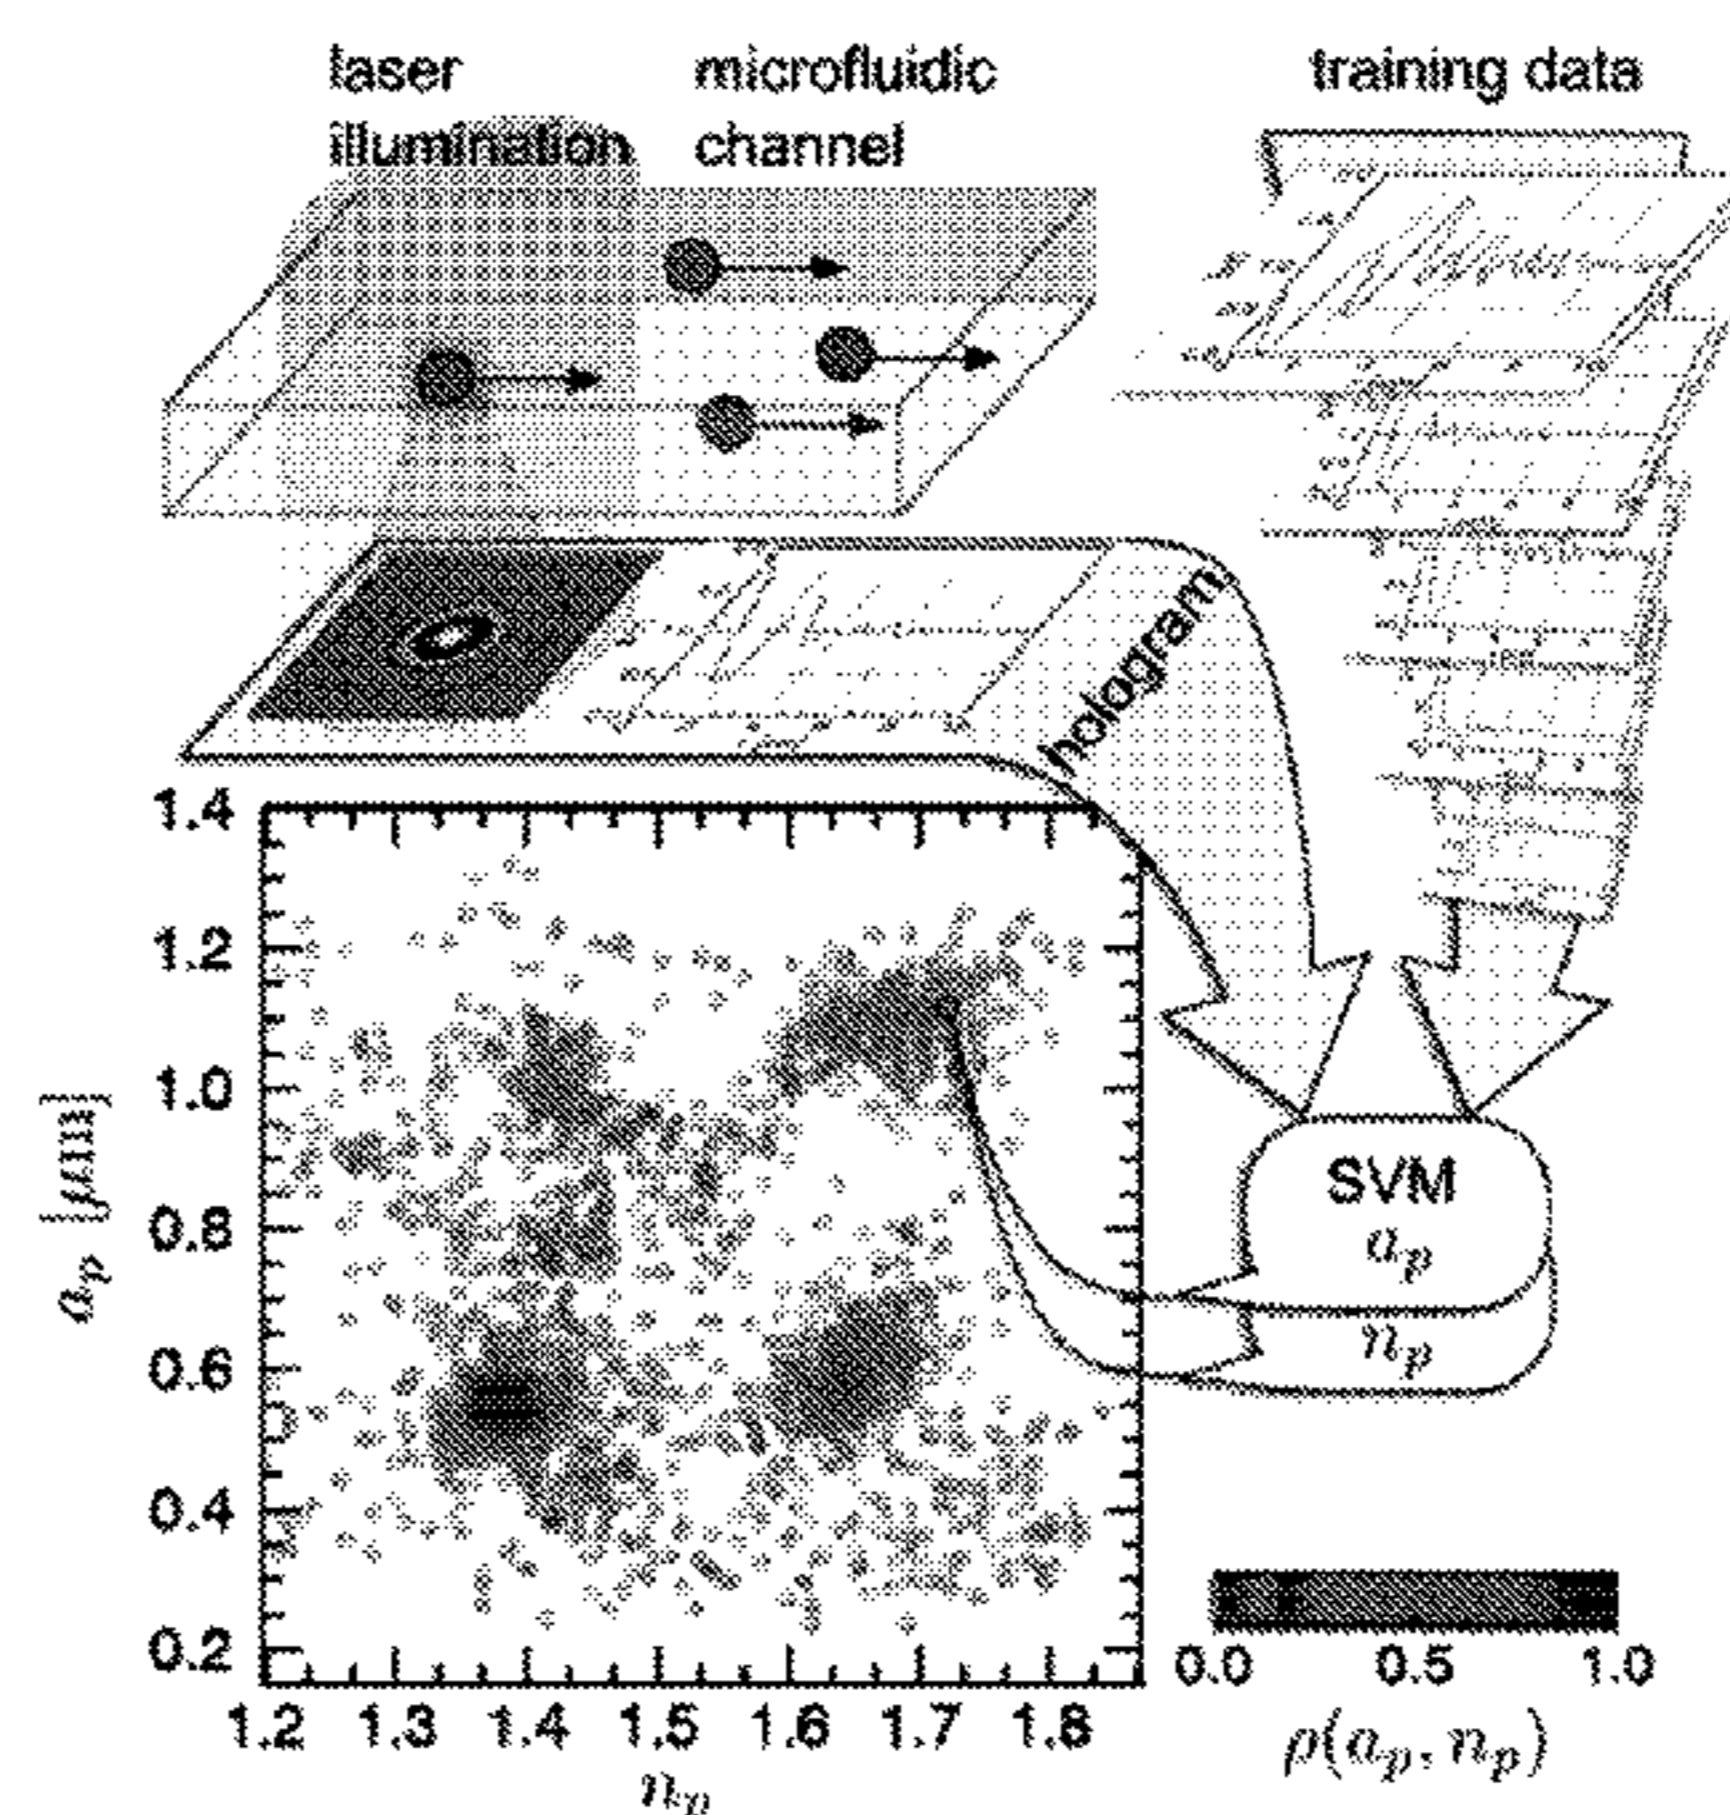 laser
illumination
microfluidic
channel
training data
hologram
1.4
1.2
1.0
0.8
0.6
0.4
0.2
a_p [μm]
1.2 1.3 1.4 1.5 1.6 1.7 1.8
n_p
SVM
a_p
n_p
0.0 0.5 1.0
ρ(a_p, n_p)